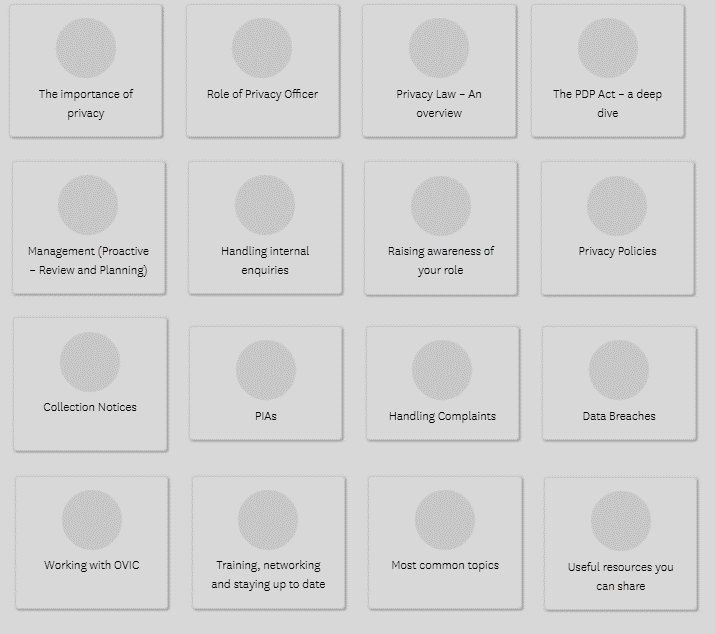 The importance of
privacy
Role of Privacy Officer
Privacy Law – An
overview
The PDP Act – a deep
dive
Management (Proactive
– Review and Planning)
Handling internal
enquiries
Raising awareness of
your role
Privacy Policies
Collection Notices
PIAs
Handling Complaints
Data Breaches
Working with OVIC
Training, networking
and staying up to date
Most common topics
Useful resources you
can share